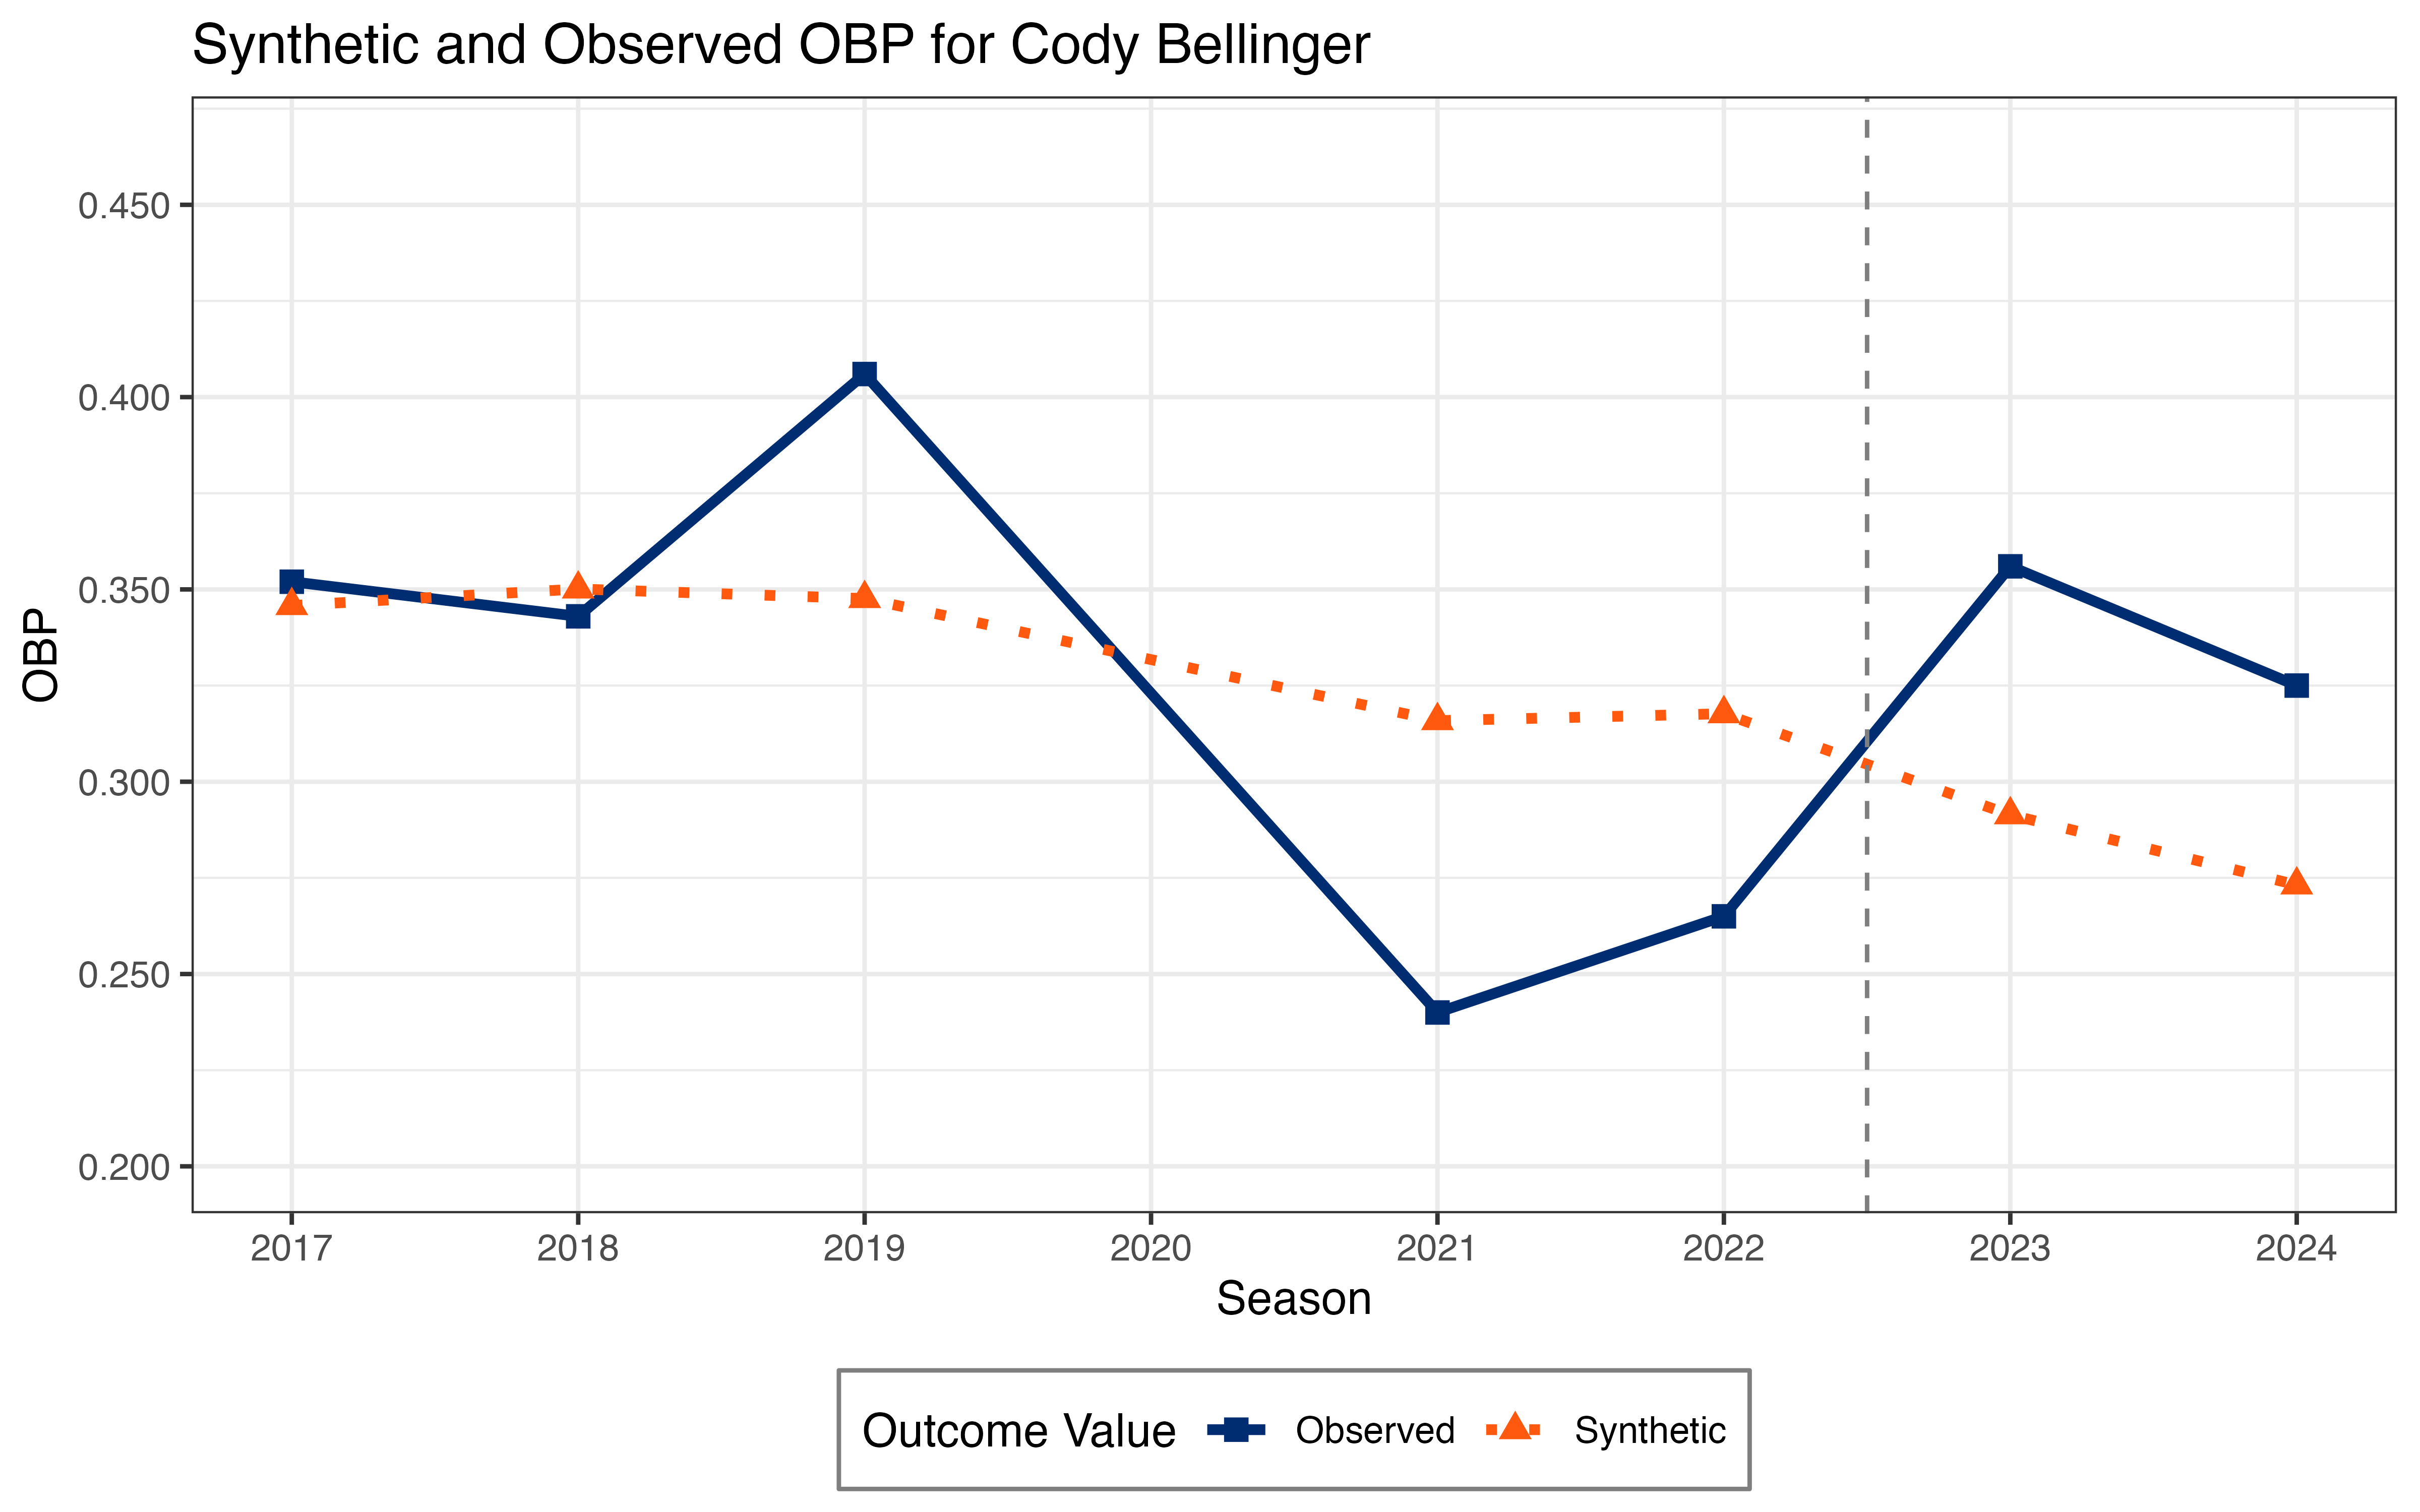 Synthetic and Observed OBP for Cody Bellinger
0.450
0.400
0.350
0.300
0.250
0.200
OBP
2017 2018 2019 2020 2021 2022 2023 2024
Season
Outcome Value Observed Synthetic